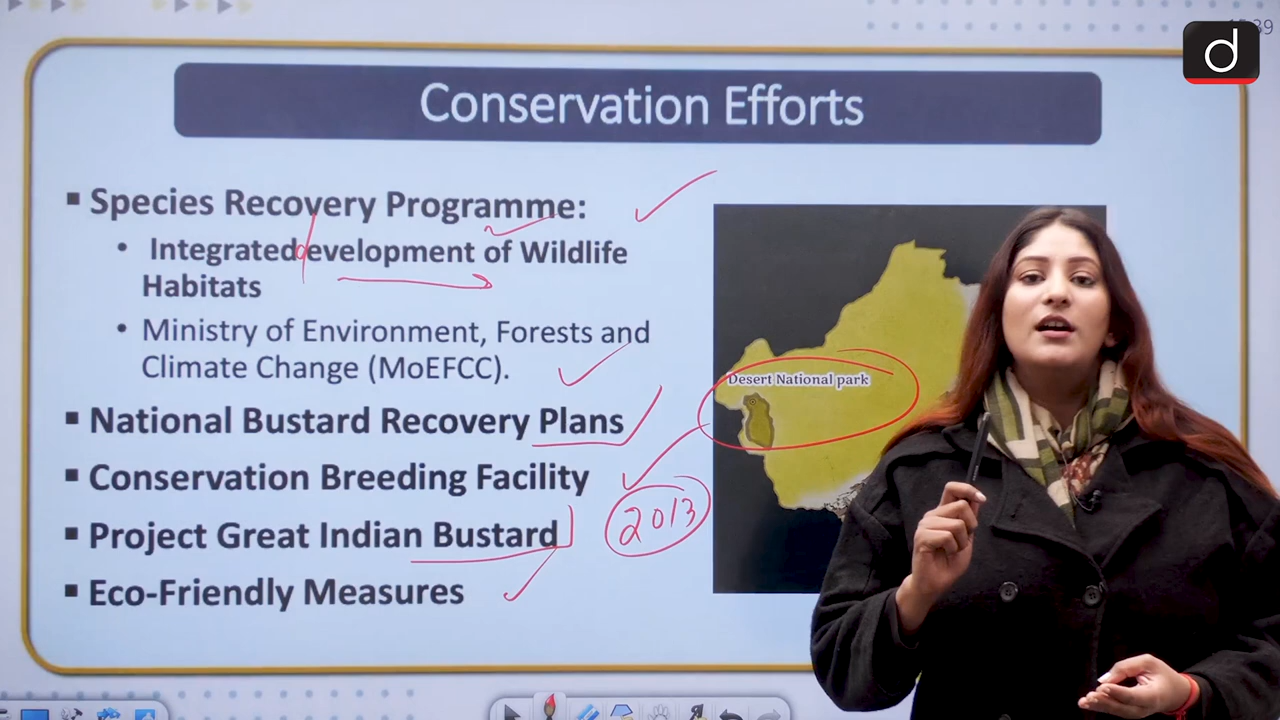 Conservation Efforts
d
▪ Species Recovery Programme:
• Integrated development of Wildlife
Habitats
• Ministry of Environment, Forests and
Climate Change (MoEFCC).
▪ National Bustard Recovery Plans
▪ Conservation Breeding Facility
▪ Project Great Indian Bustard
▪ Eco-Friendly Measures
Desert National park
2013